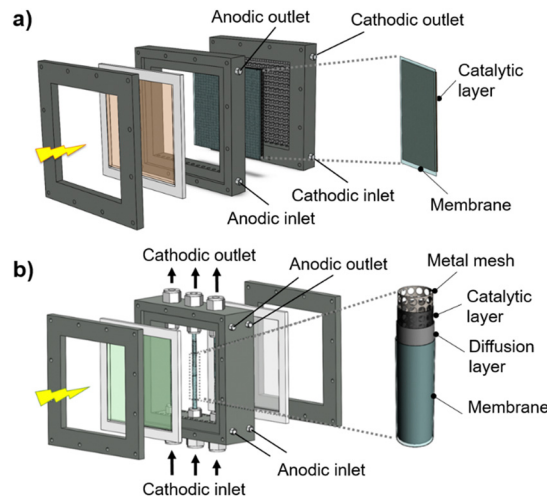 a)
Anodic outlet
Cathodic outlet
Catalytic
layer
Membrane
Cathodic inlet
Anodic inlet
b)
Cathodic outlet
Anodic outlet
Metal mesh
Catalytic
layer
Diffusion
layer
Membrane
Anodic inlet
Cathodic inlet